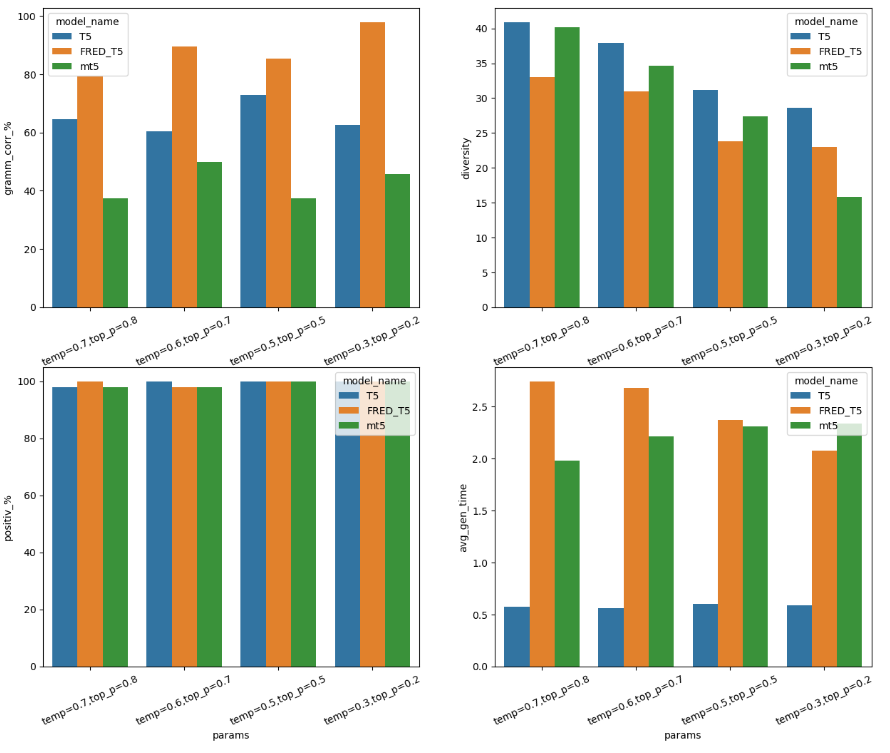 model_name
T5
FRED_T5
mt5
gramm_corr_%
100
80
60
40
20
0
temp=0.7,top_p=0.8
temp=0.6,top_p=0.7
temp=0.5,top_p=0.5
temp=0.3,top_p=0.2
model_name
T5
FRED_T5
mt5
diversity
40
35
30
25
20
15
10
5
0
temp=0.7,top_p=0.8
temp=0.6,top_p=0.7
temp=0.5,top_p=0.5
temp=0.3,top_p=0.2
model_name
T5
FRED_T5
mt5
positiv_%
100
80
60
40
20
0
temp=0.7,top_p=0.8
temp=0.6,top_p=0.7
temp=0.5,top_p=0.5
temp=0.3,top_p=0.2
params
model_name
T5
FRED_T5
mt5
avg_gen_time
2.5
2.0
1.5
1.0
0.5
0.0
temp=0.7,top_p=0.8
temp=0.6,top_p=0.7
temp=0.5,top_p=0.5
temp=0.3,top_p=0.2
params